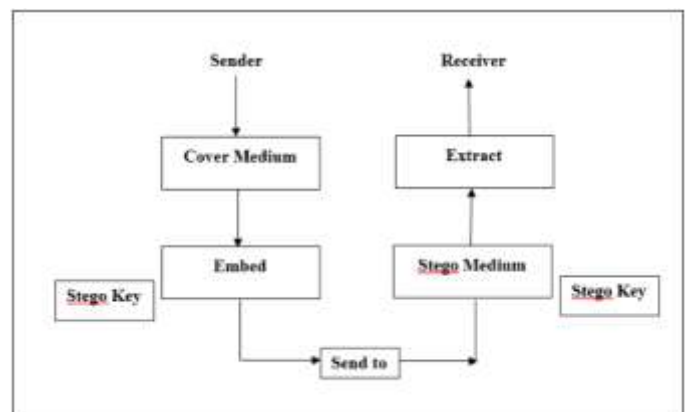 Sender
Receiver
Cover Medium
Extract
Embed
Stego Medium
Stego Key
Stego Key
Send to